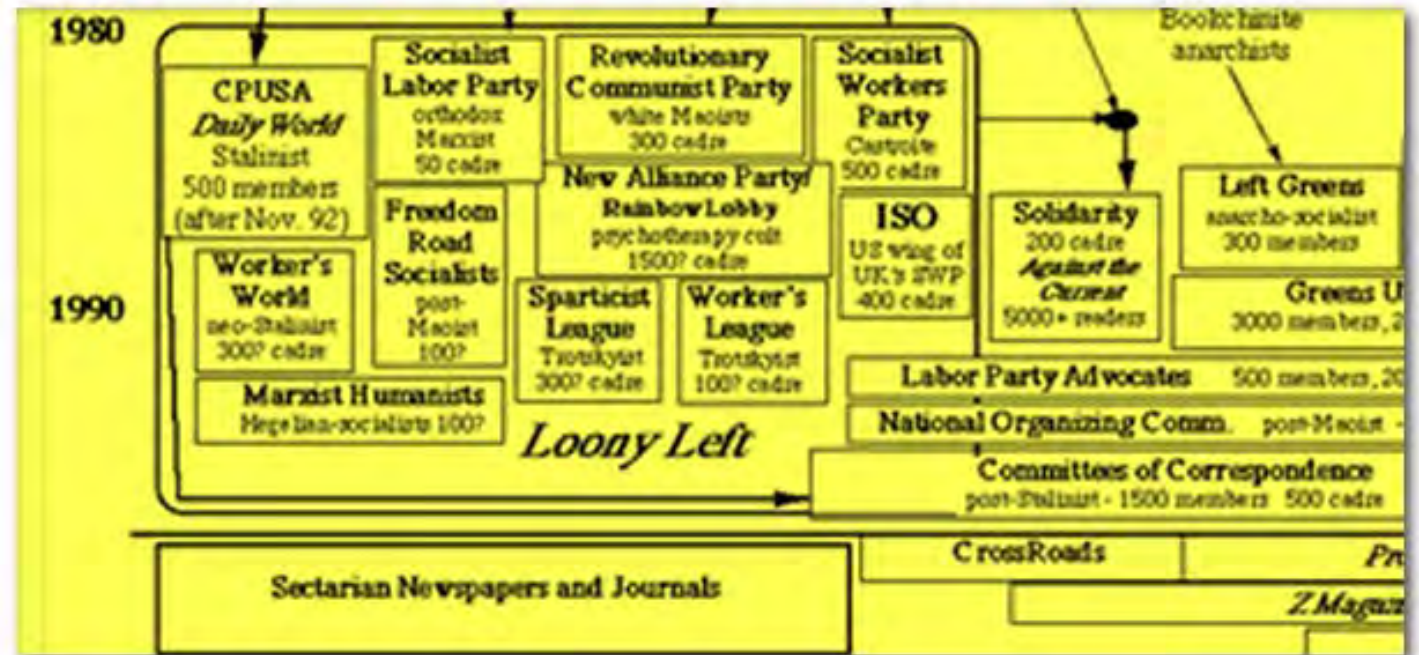 1980
Bookchinite
anarchists
CPUSA
Daily World
Stalinist
500 members
(after Nov. 92)
Socialist
Labor Party
orthodox
Marxist
50 cadre
Revolutionary
Communist Party
white Maoists
300 cadre
Socialist
Workers
Party
Castroite
500 cadre
New Alliance Party/
Rainbow Lobby
psychotherapy cult
1500? cadre
Freedom
Road
Socialists
post-
Maoist
100?
ISO
US wing of
UK's SWP
400 cadre
Solidarity
200 cadre
Against the
Current
5000+ readers
Left Greens
anarcho-socialist
300 members
1990
Worker's
World
neo-Stalinist
300? cadre
Sparticist
League
Trotskyist
300? cadre
Worker's
League
Trotskyist
100? cadre
Greens U
3000 members, 2
Marxist Humanists
Hegelian-socialists 100?
Labor Party Advocates 500 members, 20
National Organizing Comm. post-Maoist -
Loony Left
Committees of Correspondence
post-Stalinist - 1500 members 500 cadre
Sectarian Newspapers and Journals
CrossRoads
Pr
Z Magaz